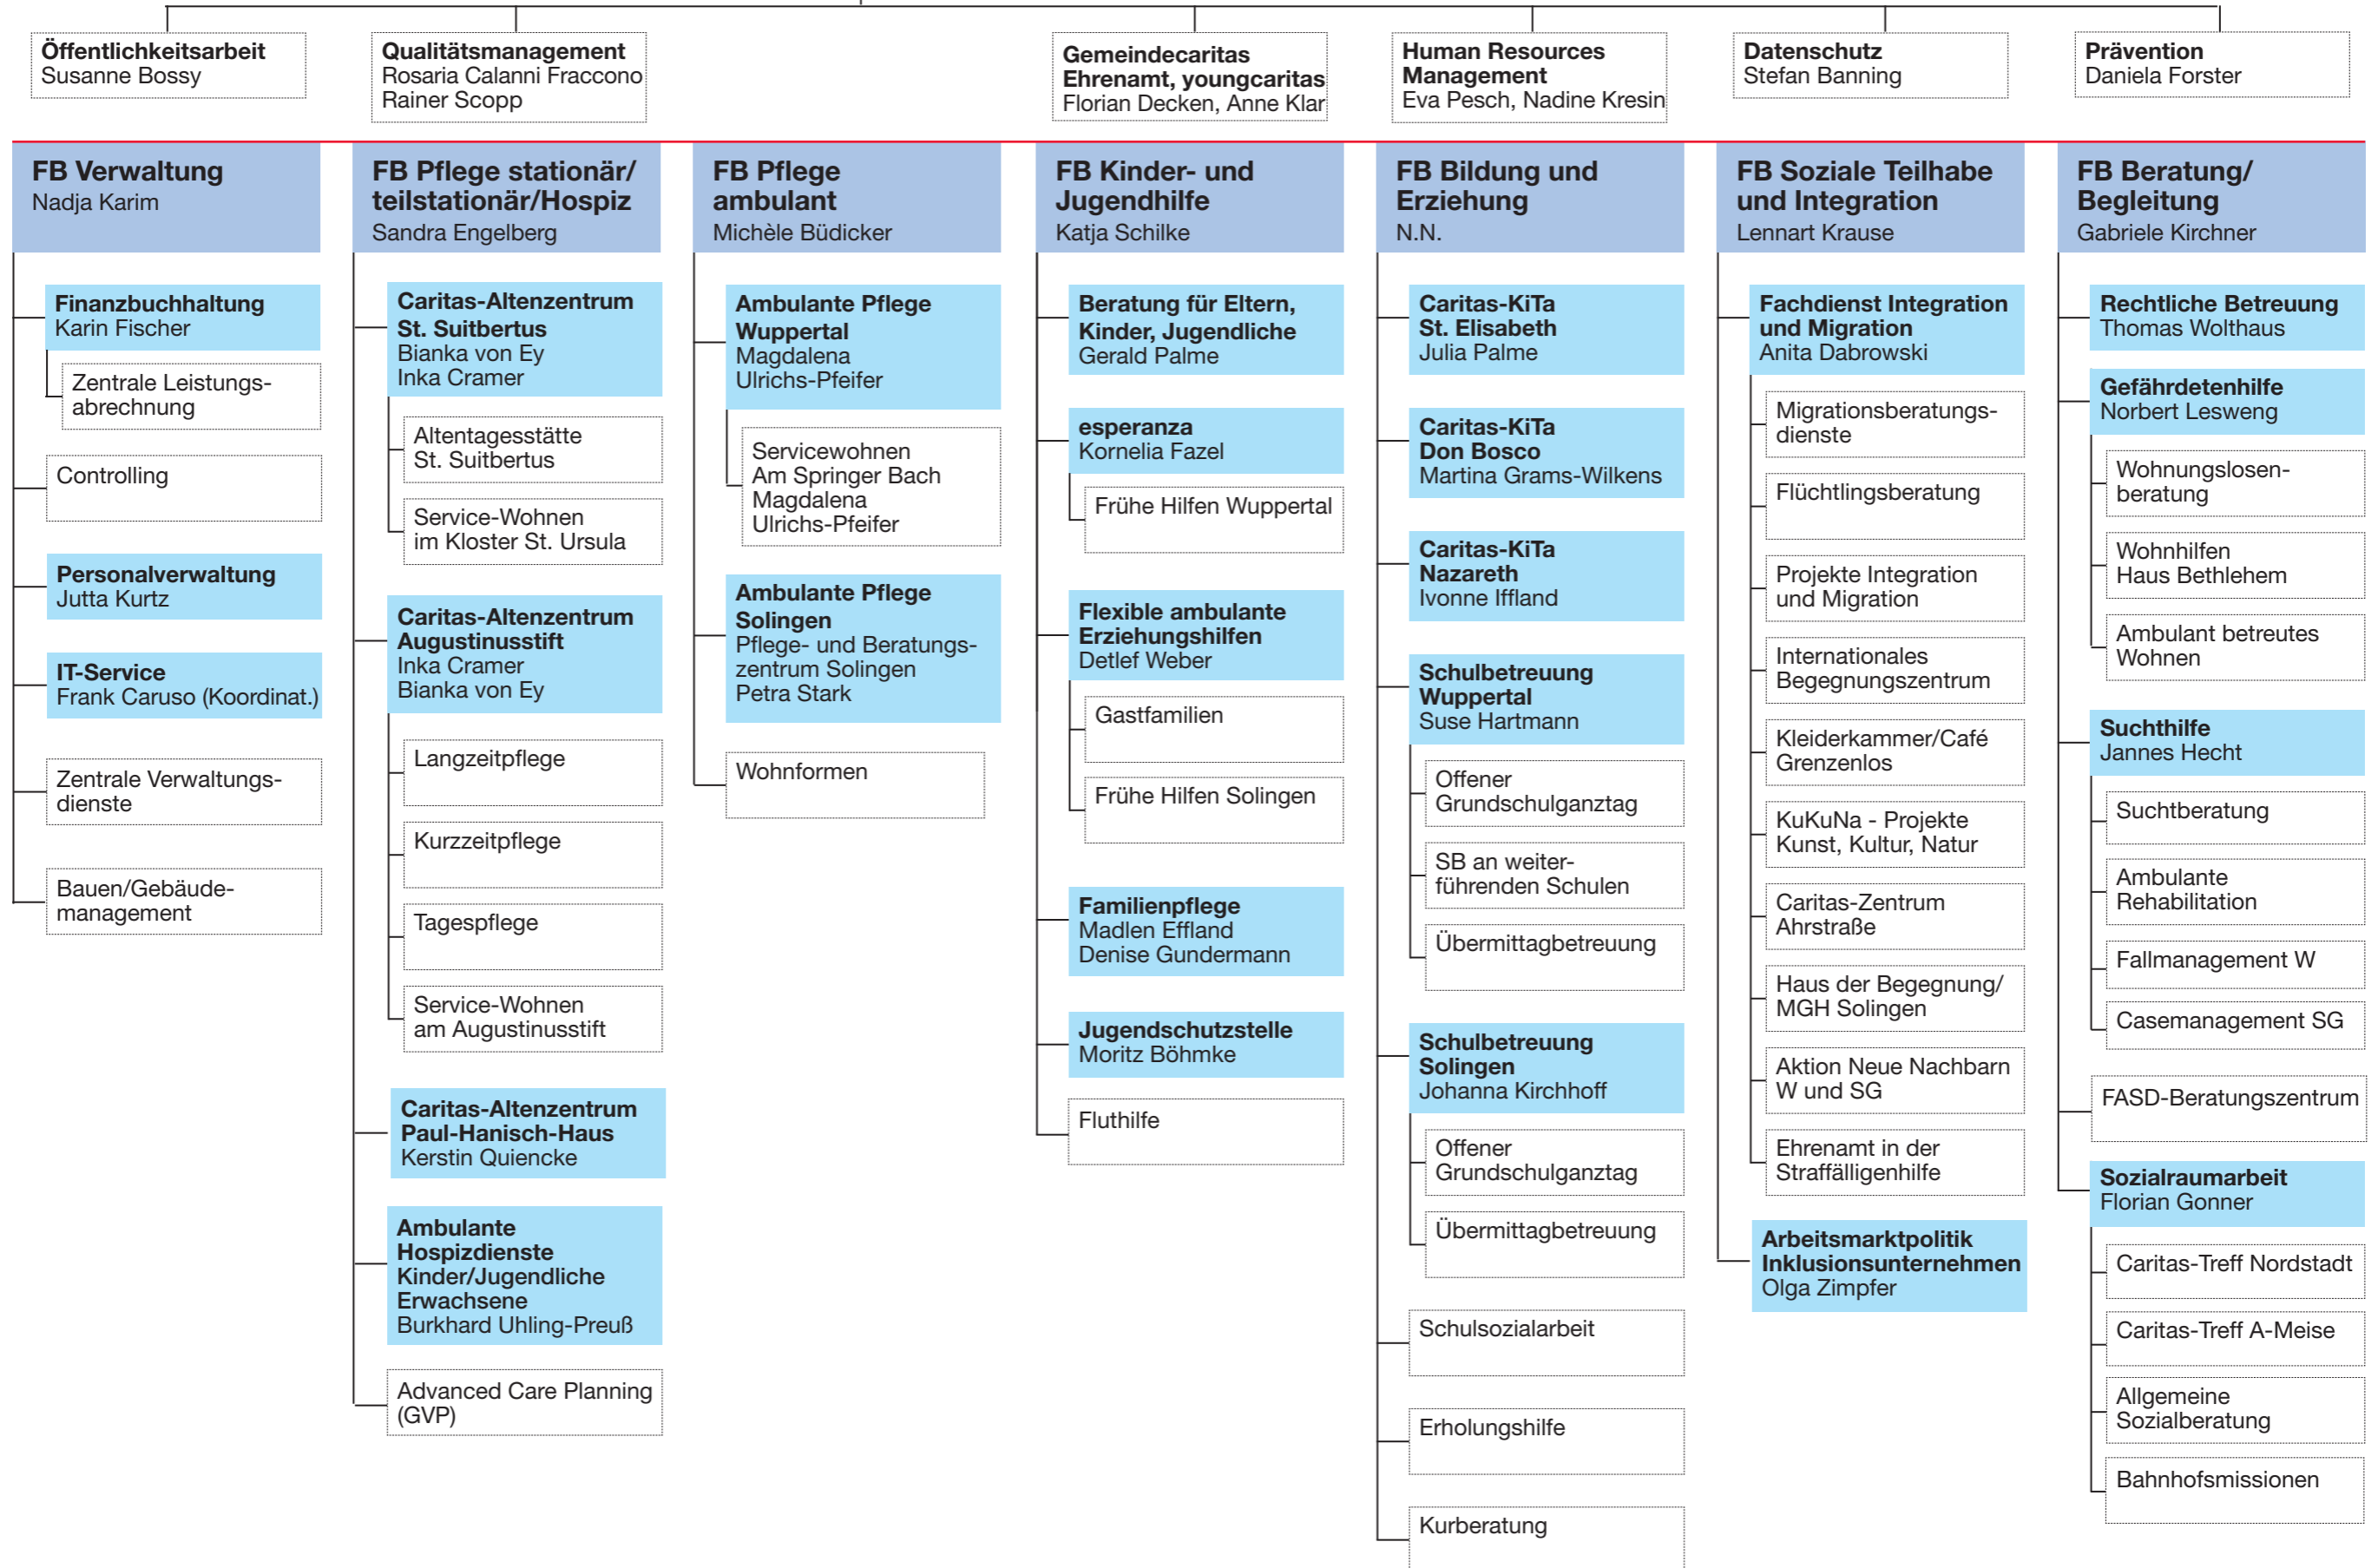 Öffentlichkeitsarbeit
Susanne Bossy
Qualitätsmanagement
Rosaria Calanni Fraccono
Rainer Scopp
Gemeindecaritas
Ehrenamt, youngcaritas
Florian Decken, Anne Klar
Human Resources
Management
Eva Pesch, Nadine Kresin
Datenschutz
Stefan Banning
Prävention
Daniela Forster
FB Verwaltung
Nadja Karim
Finanzbuchhaltung
Karin Fischer
Zentrale Leistungs-
abrechnung
Controlling
Personalverwaltung
Jutta Kurtz
IT-Service
Frank Caruso (Koordinat.)
Zentrale Verwaltungs-
dienste
Bauen/Gebäude-
management
FB Pflege stationär/
teilstationär/Hospiz
Sandra Engelberg
Caritas-Altenzentrum
St. Suitbertus
Bianka von Ey
Inka Cramer
Altentagesstätte
St. Suitbertus
Service-Wohnen
im Kloster St. Ursula
Caritas-Altenzentrum
Augustinusstift
Inka Cramer
Bianka von Ey
Langzeitpflege
Kurzzeitpflege
Tagespflege
Service-Wohnen
am Augustinusstift
Caritas-Altenzentrum
Paul-Hanisch-Haus
Kerstin Quiencke
Ambulante
Hospizdienste
Kinder/Jugendliche
Erwachsene
Burkhard Uhling-Preuß
Advanced Care Planning
(GVP)
FB Pflege
ambulant
Michèle Büdicker
Ambulante Pflege
Wuppertal
Magdalena
Ulrichs-Pfeifer
Servicewohnen
Am Springer Bach
Magdalena
Ulrichs-Pfeifer
Ambulante Pflege
Solingen
Pflege- und Beratungs-
zentrum Solingen
Petra Stark
Wohnformen
FB Kinder- und
Jugendhilfe
Katja Schilke
Beratung für Eltern,
Kinder, Jugendliche
Gerald Palme
esperanza
Kornelia Fazel
Frühe Hilfen Wuppertal
Flexible ambulante
Erziehungshilfen
Detlef Weber
Gastfamilien
Frühe Hilfen Solingen
Familienpflege
Madlen Effland
Denise Gundermann
Jugendschutzstelle
Moritz Böhmke
Fluthilfe
FB Bildung und
Erziehung
N.N.
Caritas-KiTa
St. Elisabeth
Julia Palme
Caritas-KiTa
Don Bosco
Martina Grams-Wilkens
Caritas-KiTa
Nazareth
Ivonne Iffland
Schulbetreuung
Wuppertal
Suse Hartmann
Offener
Grundschulganztag
SB an weiter-
führenden Schulen
Übermittagbetreuung
Schulbetreuung
Solingen
Johanna Kirchhoff
Offener
Grundschulganztag
Übermittagbetreuung
Schulsozialarbeit
Erholungshilfe
Kurberatung
FB Soziale Teilhabe
und Integration
Lennart Krause
Fachdienst Integration
und Migration
Anita Dabrowski
Migrationsberatungs-
dienste
Flüchtlingsberatung
Projekte Integration
und Migration
Internationales
Begegnungszentrum
Kleiderkammer/Café
Grenzenlos
KuKuNa - Projekte
Kunst, Kultur, Natur
Caritas-Zentrum
Ahrstraße
Haus der Begegnung/
MGH Solingen
Aktion Neue Nachbarn
W und SG
Ehrenamt in der
Straffälligenhilfe
Arbeitsmarktpolitik
Inklusionsunternehmen
Olga Zimpfer
FB Beratung/
Begleitung
Gabriele Kirchner
Rechtliche Betreuung
Thomas Wolthaus
Gefährdetenhilfe
Norbert Lesweng
Wohnungslosen-
beratung
Wohnhilfen
Haus Bethlehem
Ambulant betreutes
Wohnen
Suchthilfe
Jannes Hecht
Suchtberatung
Ambulante
Rehabilitation
Fallmanagement W
Casemanagement SG
FASD-Beratungszentrum
Sozialraumarbeit
Florian Gonner
Caritas-Treff Nordstadt
Caritas-Treff A-Meise
Allgemeine
Sozialberatung
Bahnhofsmissionen